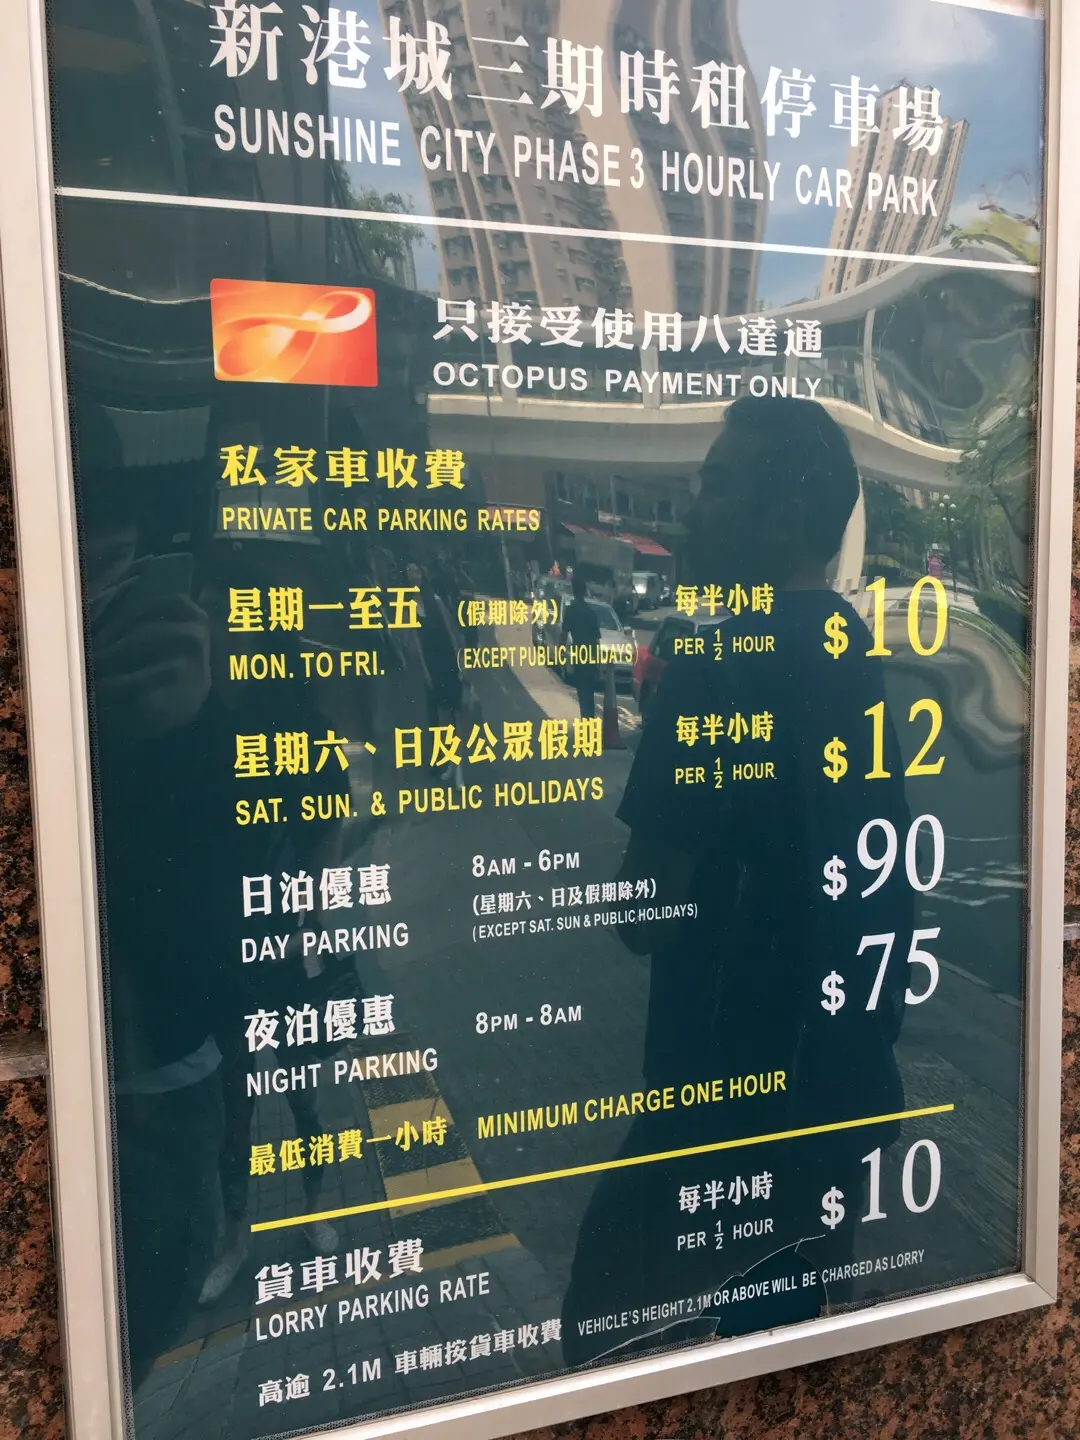 新港城三期時租停車場
SUNSHINE CITY PHASE 3 HOURLY CAR PARK
只接受使用八達通
OCTOPUS PAYMENT ONLY
私家車收費
PRIVATE CAR PARKING RATES
星期一至五 (假期除外) 每半小時 $10
MON. TO FRI. (EXCEPT PUBLIC HOLIDAYS) PER 1/2 HOUR
星期六、日及公眾假期 每半小時 $12
SAT. SUN. & PUBLIC HOLIDAYS PER 1/2 HOUR
日泊優惠 8AM - 6PM $90
(星期六、日及假期除外)
DAY PARKING (EXCEPT SAT. SUN & PUBLIC HOLIDAYS)
夜泊優惠 8PM - 8AM $75
NIGHT PARKING
最低消費一小時 MINIMUM CHARGE ONE HOUR
貨車收費 每半小時 $10
LORRY PARKING RATE PER 1/2 HOUR
高逾 2.1M 車輛按貨車收費 VEHICLE'S HEIGHT 2.1M OR ABOVE WILL BE CHARGED AS LORRY